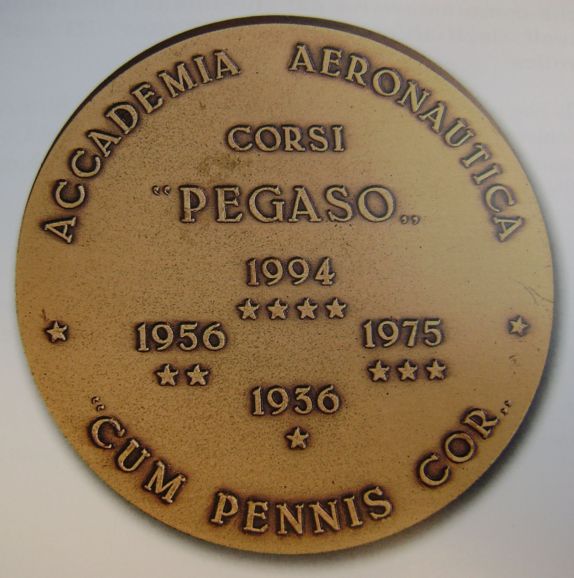 ACCADEMIA AERONAUTICA
CORSI
"PEGASO„
1994
1956 1975
1936
"CUM PENNIS COR„